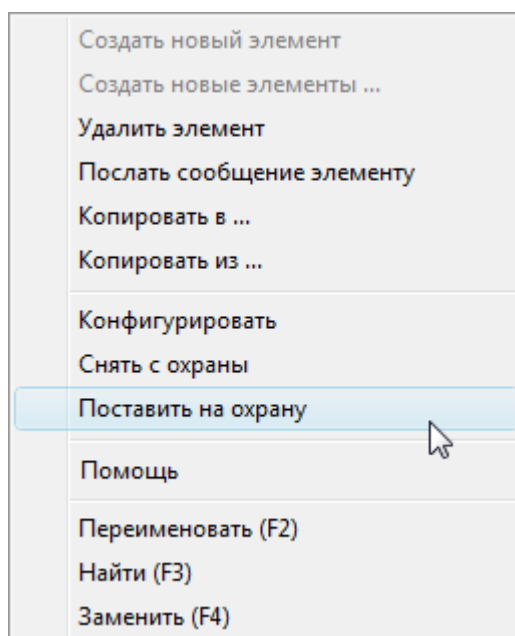 Создать новый элемент
Создать новые элементы ...
Удалить элемент
Послать сообщение элементу
Копировать в ...
Копировать из ...
Конфигурировать
Снять с охраны
Поставить на охрану
Помощь
Переименовать (F2)
Найти (F3)
Заменить (F4)